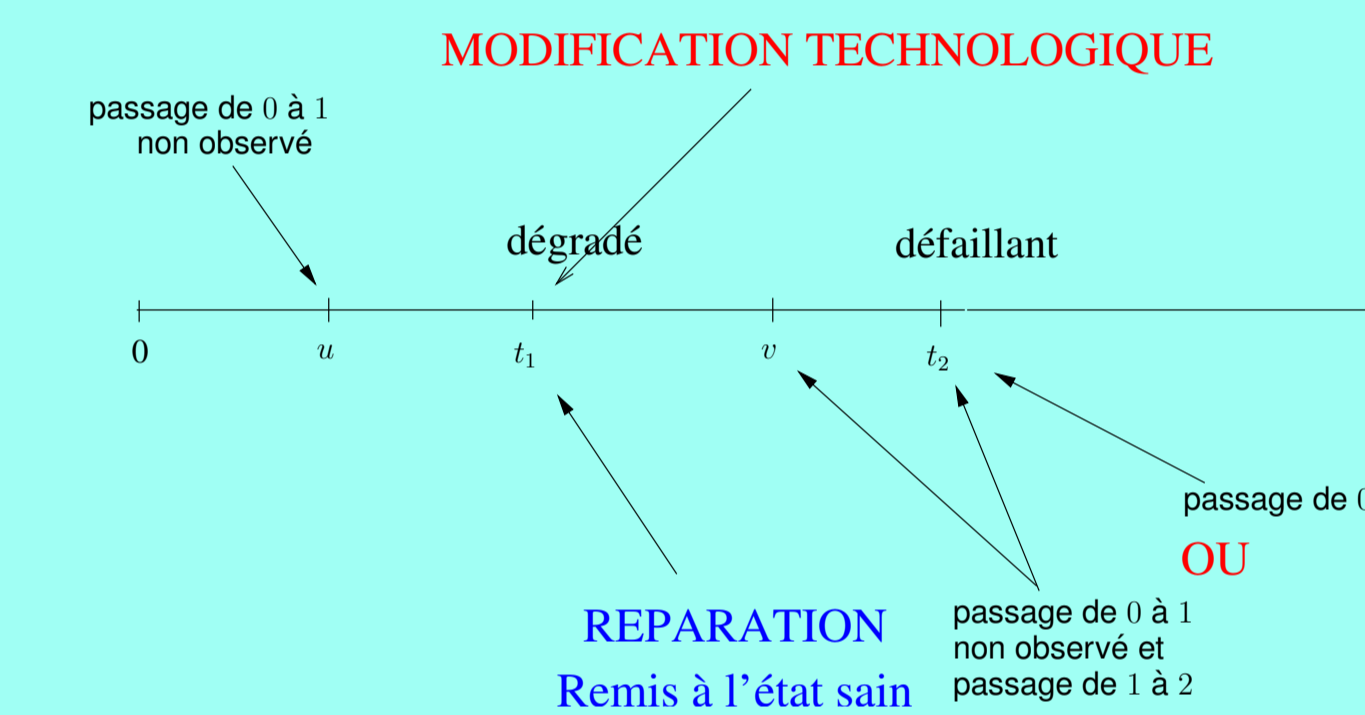 MODIFICATION TECHNOLOGIQUE
passage de 0 à 1
non observé
dégradé
défaillant
0
u
t₁
v
t₂
passage de 0
OU
REPARATION
Remis à l'état sain
passage de 0 à 1
non observé et
passage de 1 à 2